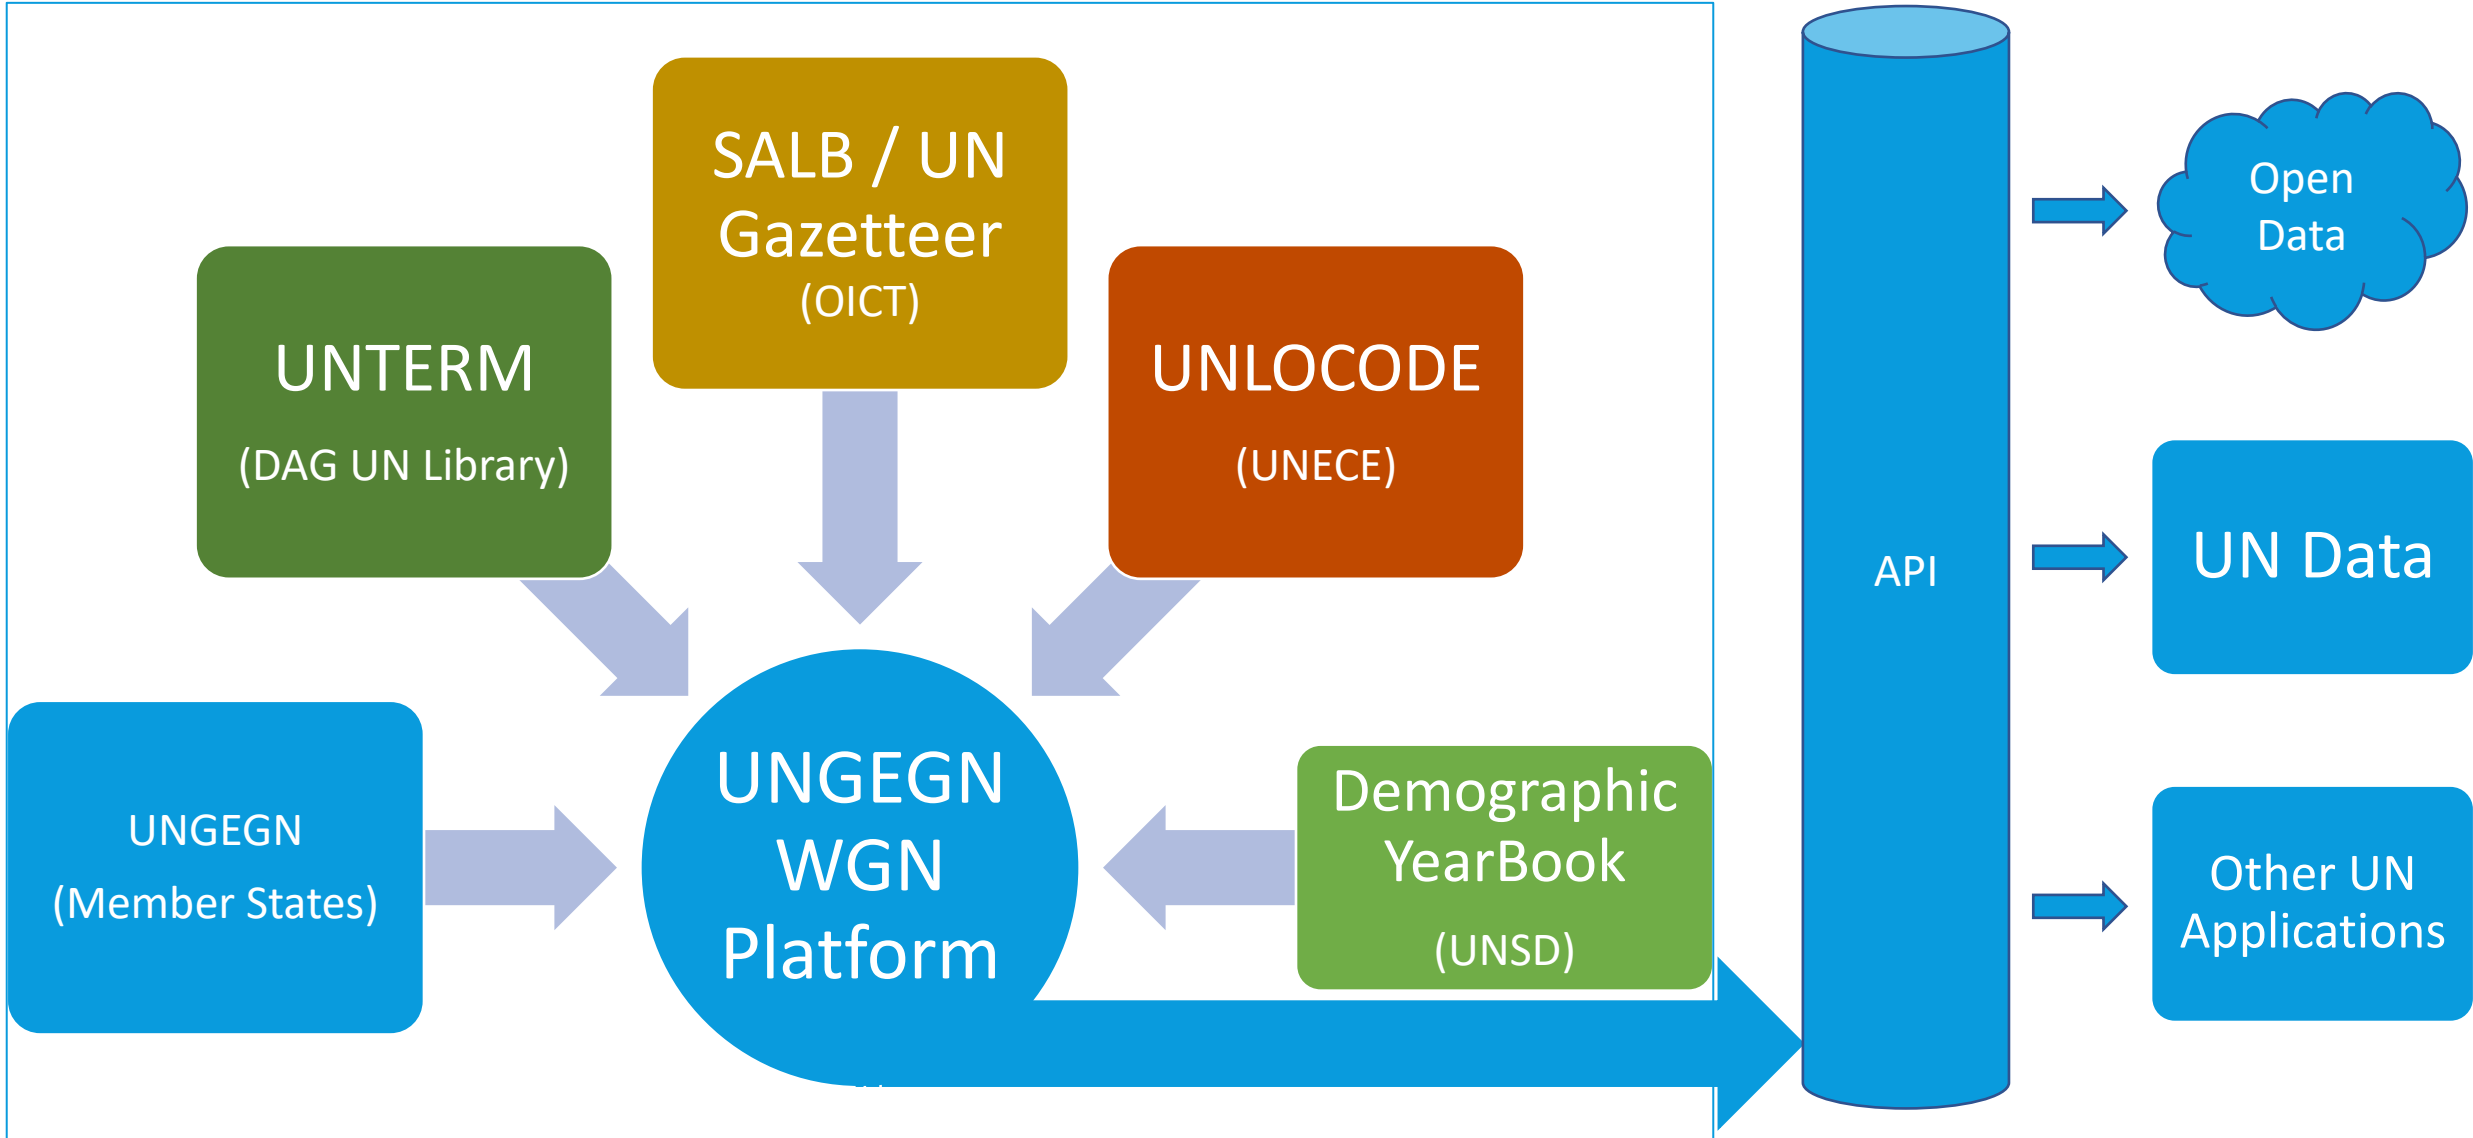 SALB / UN
Gazetteer
(OICT)
UNTERM
(DAG UN Library)
UNLOCODE
(UNECE)
UNGEGN
(Member States)
UNGEGN
WGN
Platform
Demographic
YearBook
(UNSD)
API
Open
Data
UN Data
Other UN
Applications